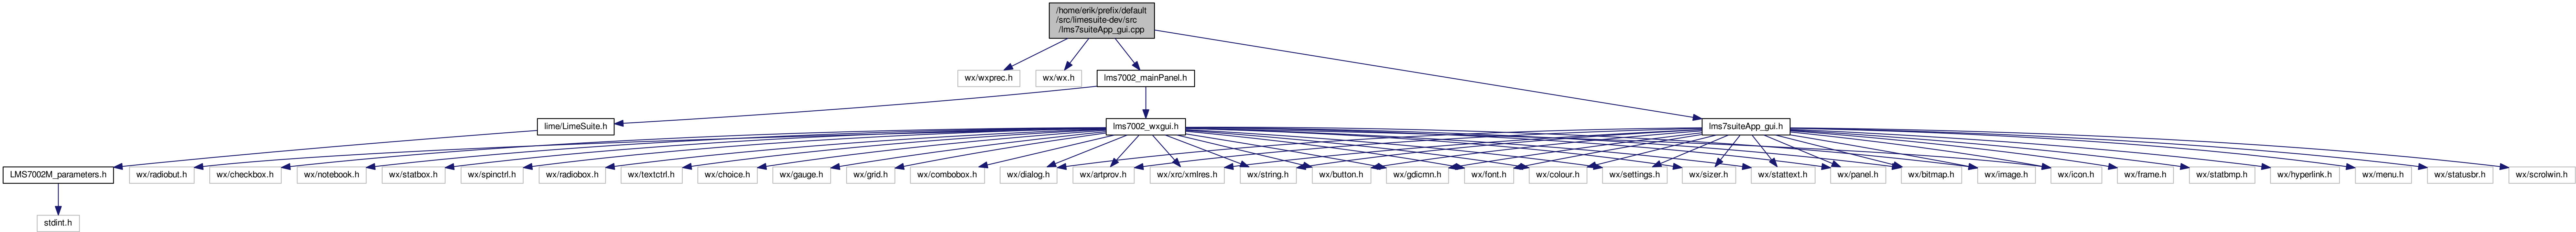 /home/erik/prefix/default
/src/limesuite-dev/src
/lms7suiteApp_gui.cpp
wx/wxprec.h
wx/wx.h
lms7002_mainPanel.h
lime/LimeSuite.h
lms7002_wxgui.h
lms7suiteApp_gui.h
LMS7002M_parameters.h
wx/radiobut.h
wx/checkbox.h
wx/notebook.h
wx/statbox.h
wx/spinctrl.h
wx/radiobox.h
wx/textctrl.h
wx/choice.h
wx/gauge.h
wx/grid.h
wx/combobox.h
wx/dialog.h
wx/artprov.h
wx/xrc/xmlres.h
wx/string.h
wx/button.h
wx/gdicmn.h
wx/font.h
wx/colour.h
wx/settings.h
wx/sizer.h
wx/stattext.h
wx/panel.h
wx/bitmap.h
wx/image.h
wx/icon.h
wx/frame.h
wx/statbmp.h
wx/hyperlink.h
wx/menu.h
wx/statusbr.h
wx/scrolwin.h
stdint.h